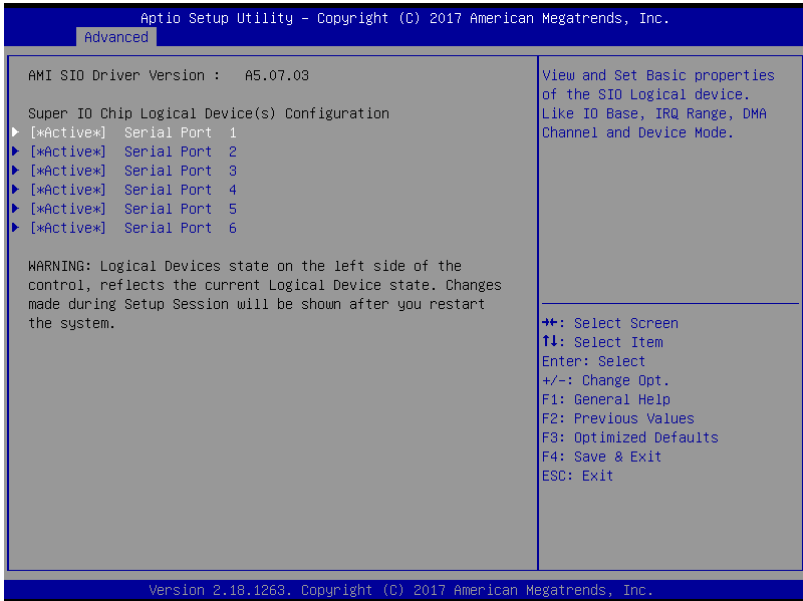 Aptio Setup Utility – Copyright (C) 2017 American Megatrends, Inc.
Advanced
AMI SIO Driver Version : A5.07.03
Super IO Chip Logical Device(s) Configuration
[*Active*] Serial Port 1
[*Active*] Serial Port 2
[*Active*] Serial Port 3
[*Active*] Serial Port 4
[*Active*] Serial Port 5
[*Active*] Serial Port 6
WARNING: Logical Devices state on the left side of the
control, reflects the current Logical Device state. Changes
made during Setup Session will be shown after you restart
the system.
View and Set Basic properties
of the SIO Logical device.
Like IO Base, IRQ Range, DMA
Channel and Device Mode.
→←: Select Screen
↑↓: Select Item
Enter: Select
+/-: Change Opt.
F1: General Help
F2: Previous Values
F3: Optimized Defaults
F4: Save & Exit
ESC: Exit
Version 2.18.1263. Copyright (C) 2017 American Megatrends, Inc.